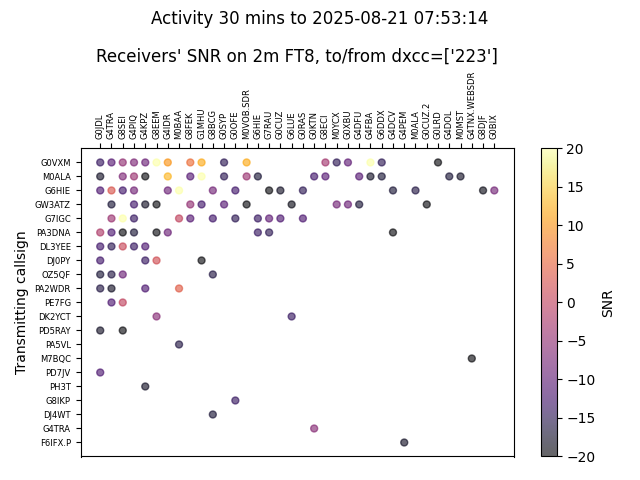 Activity 30 mins to 2025-08-21 07:53:14
Receivers' SNR on 2m FT8, to/from dxcc=['223']
G0JDL
G4TRA
G8SEI
G4PIQ
G4KPZ
G8EEM
G4IDR
M0BAA
G8FEK
G1MHU
G8BCG
G0SYP
G0OFE
M0VOB.SDR
G6HIE
G7RAU
G0CUZ
G6LUE
G0RAS
G0KTN
G8ECI
M0YCX
G0XBU
G4DFU
G4FBA
G6DDX
G4DCV
G4PEM
M0ALA
G0CUZ.2
G0LRD
G4DOL
M0MST
G4TNX.WEBSDR
G8DJF
G0BIX
Transmitting callsign
G0VXM
M0ALA
G6HIE
GW3ATZ
G7IGC
PA3DNA
DL3YEE
DJ0PY
OZ5QF
PA2WDR
PE7FG
DK2YCT
PD5RAY
PA5VL
M7BQC
PD7JV
PH3T
G8IKP
DJ4WT
G4TRA
F6IFX.P
20
15
10
5
0
−5
−10
−15
−20
SNR